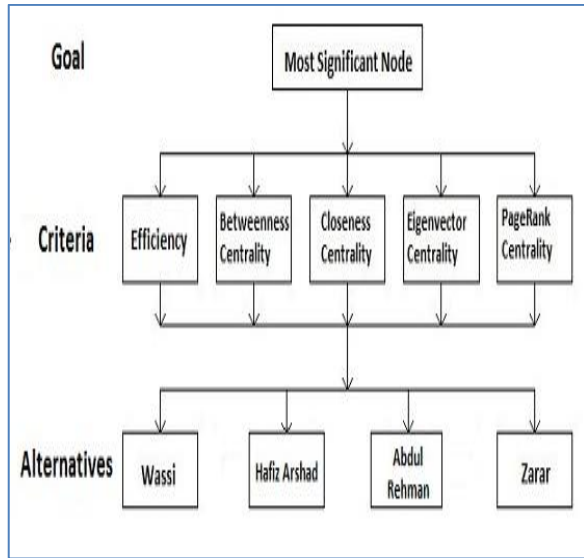 Goal
Most Significant Node
Criteria
Efficiency
Betweenness
Centrality
Closeness
Centrality
Eigenvector
Centrality
PageRank
Centrality
Alternatives
Wassi
Hafiz Arshad
Abdul
Rehman
Zarar